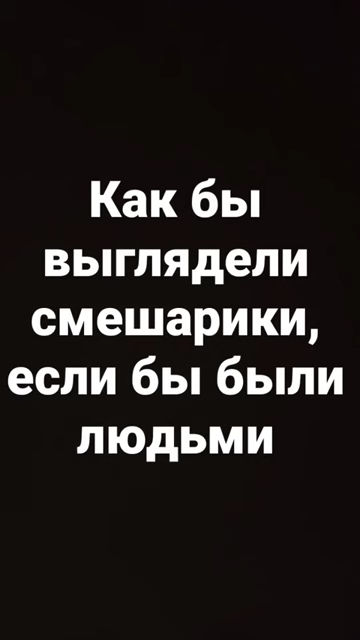 Как бы
выглядели
смешарики,
если бы были
людьми